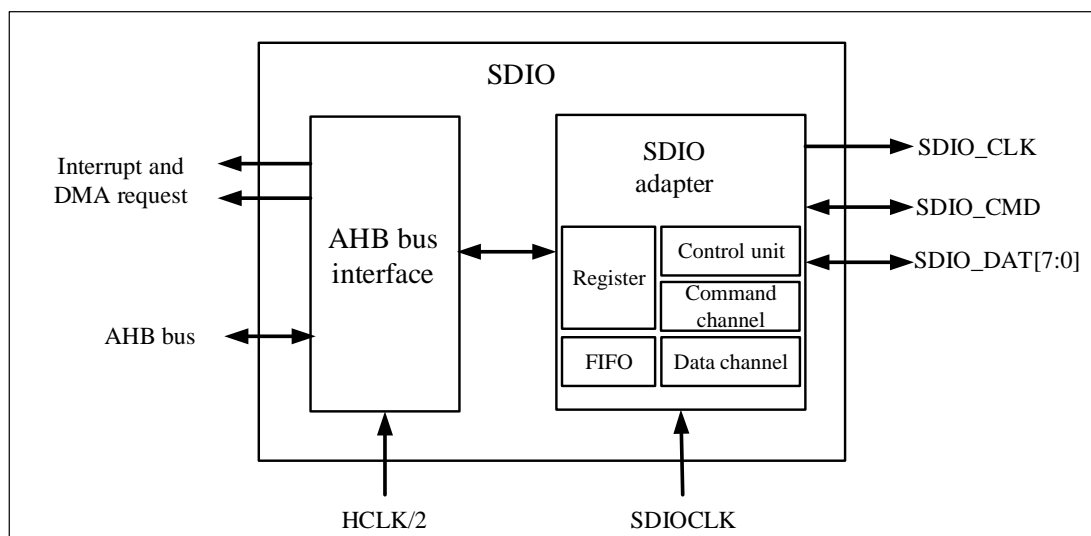 SDIO
Interrupt and
DMA request
AHB bus
AHB bus
interface
SDIO
adapter
Register
Control unit
Command
channel
FIFO
Data channel
SDIO_CLK
SDIO_CMD
SDIO_DAT[7:0]
HCLK/2
SDIOCLK